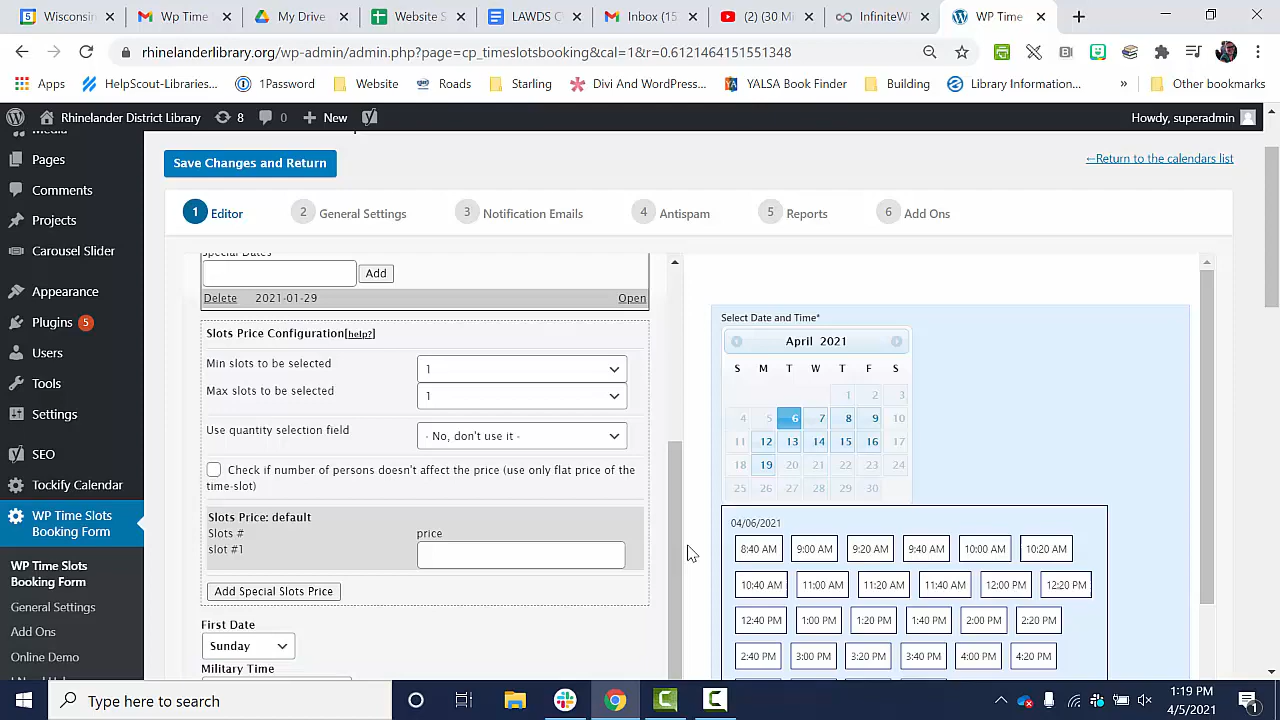 Wisconsin
Wp Time
My Drive
Website S
LAWDS C
Inbox (15
(2) (30 Mi
InfiniteW
WP Time
rhinelanderlibrary.org/wp-admin/admin.php?page=cp_timeslotsbooking&cal=1&r=0.6121464151551348
Apps HelpScout-Libraries... 1Password Website Roads Starling Divi And WordPress... YALSA Book Finder Building Library Information... » Other bookmarks
Rhinelander District Library 8 0 New Howdy, superadmin
Media
Pages
Comments
Projects
Carousel Slider
Appearance
Plugins 5
Users
Tools
Settings
SEO
Tockify Calendar
WP Time Slots
Booking Form
WP Time Slots
Booking Form
General Settings
Add Ons
Online Demo
Save Changes and Return
←Return to the calendars list
1 Editor 2 General Settings 3 Notification Emails 4 Antispam 5 Reports 6 Add Ons
Special Dates
Add
Delete 2021-01-29 Open
Slots Price Configuration[help?]
Min slots to be selected 1
Max slots to be selected 1
Use quantity selection field - No, don't use it -
Check if number of persons doesn't affect the price (use only flat price of the
time-slot)
Slots Price: default
Slots # price
slot #1
Add Special Slots Price
First Date
Sunday
Military Time
Select Date and Time*
April 2021
S M T W T F S
1 2 3
4 5 6 7 8 9 10
11 12 13 14 15 16 17
18 19 20 21 22 23 24
25 26 27 28 29 30
04/06/2021
8:40 AM 9:00 AM 9:20 AM 9:40 AM 10:00 AM 10:20 AM
10:40 AM 11:00 AM 11:20 AM 11:40 AM 12:00 PM 12:20 PM
12:40 PM 1:00 PM 1:20 PM 1:40 PM 2:00 PM 2:20 PM
2:40 PM 3:00 PM 3:20 PM 3:40 PM 4:00 PM 4:20 PM
Type here to search
1:19 PM
4/5/2021
1